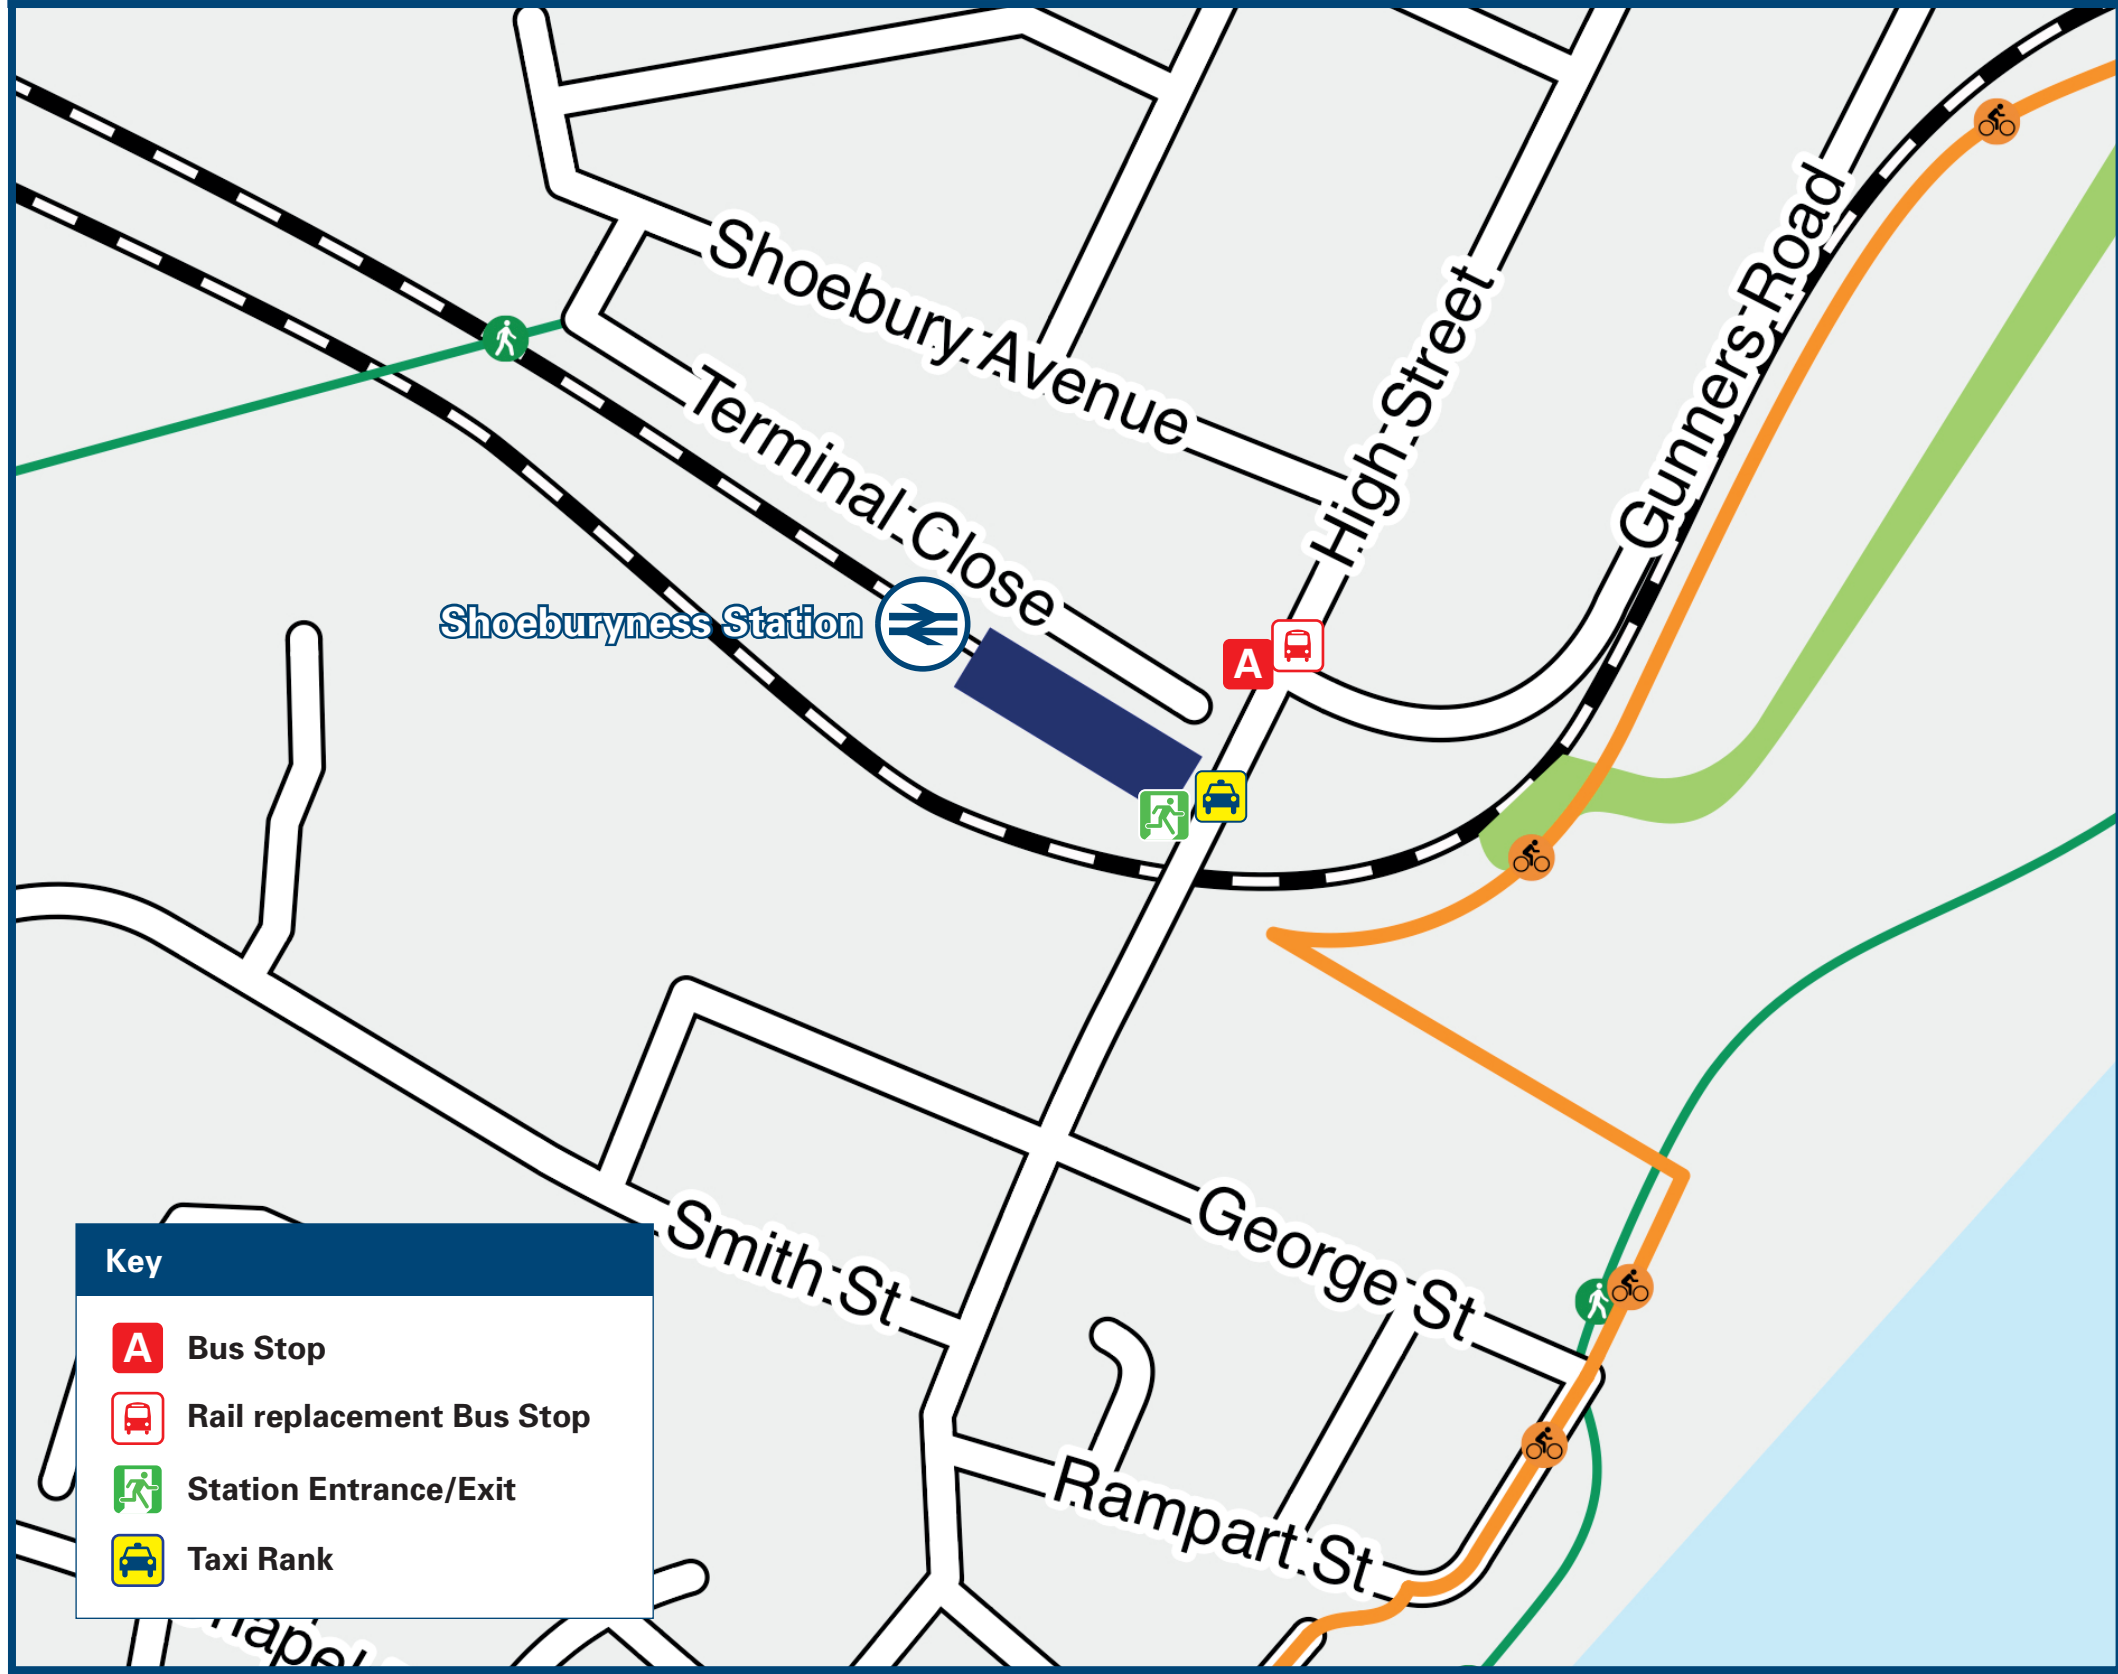 Shoebury Avenue
High Street
Gunners Road
Terminal Close
Shoeburyness Station
A
George St
Smith St
Rampart St
Key
A Bus Stop
Rail replacement Bus Stop
Station Entrance/Exit
Taxi Rank